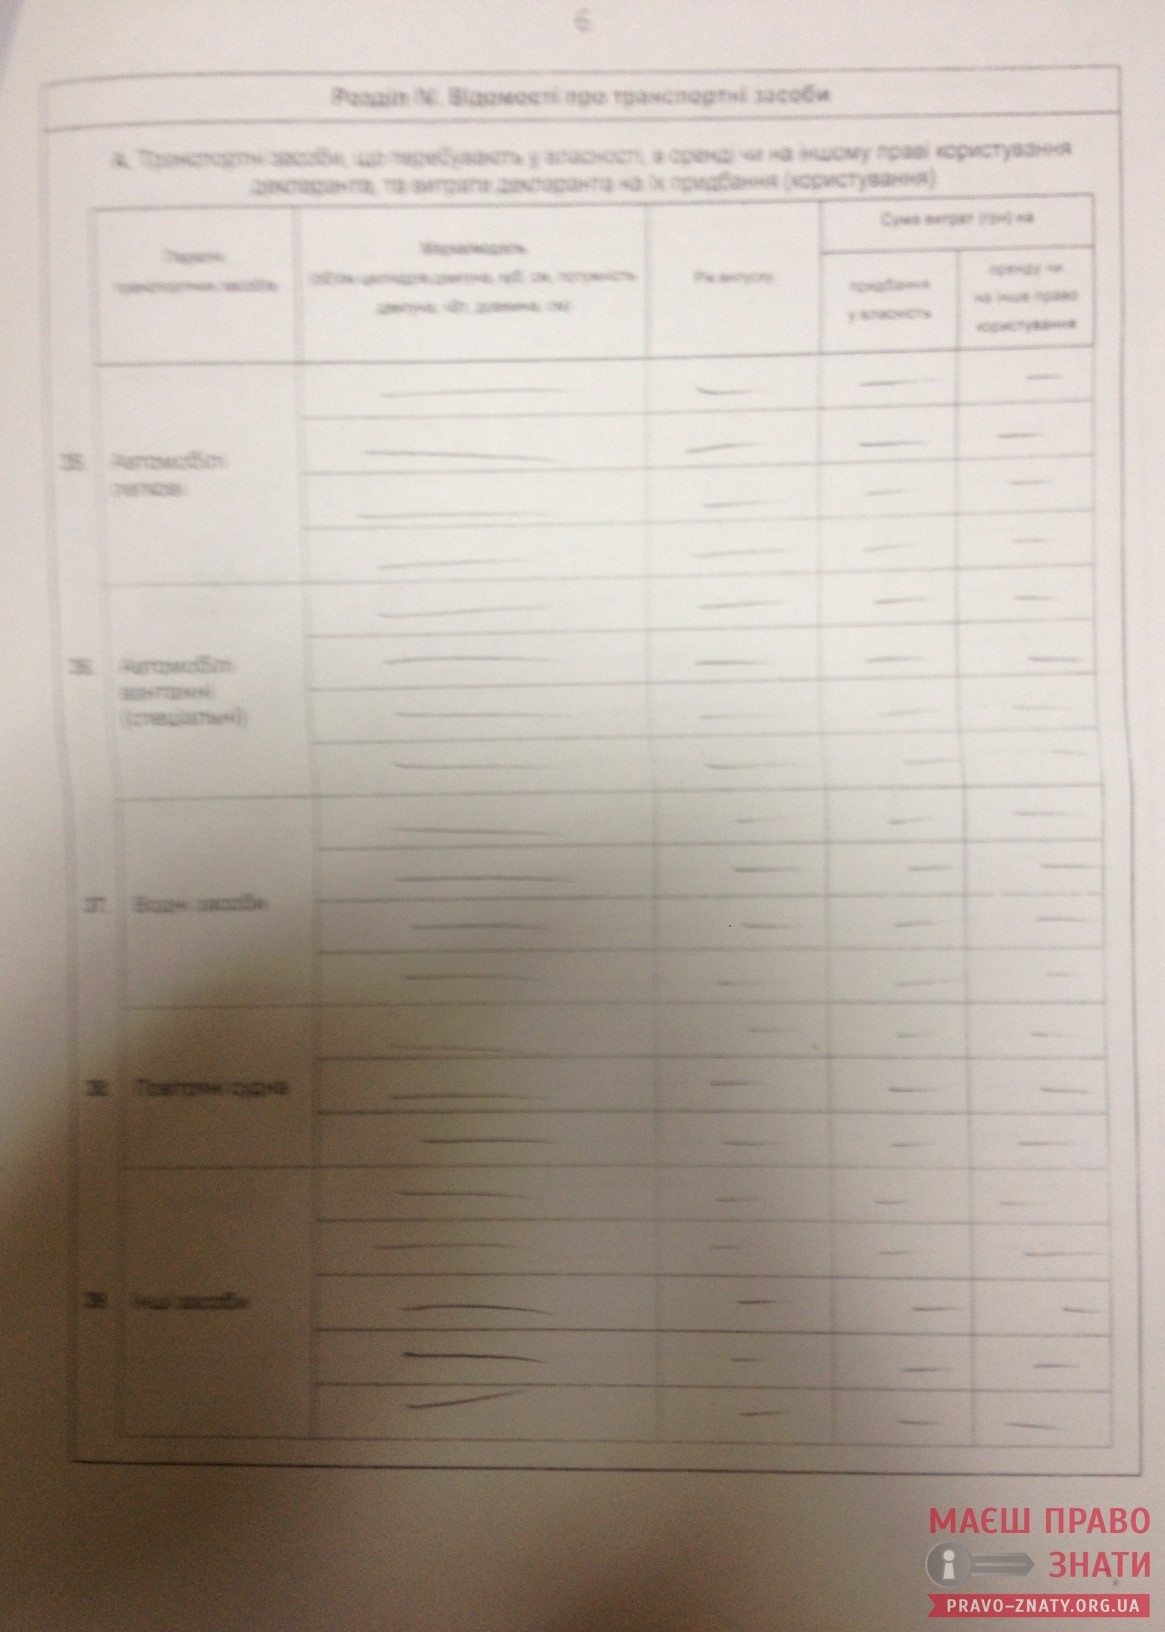 6
Розділ IV. Відомості про транспортні засоби
А. Транспортні засоби, що перебувають у власності, в оренді чи на іншому праві користування
декларанта, та витрати декларанта на їх придбання (користування)
Сума витрат (грн) на
Перелік
транспортних засобів
Марка/модель
(об'єм циліндрів двигуна, куб. см, потужність
двигуна, кВт, довжина, см)
Рік випуску
придбання
у власність
оренду чи
на інше право
користування
35. Автомобілі
легкові
36. Автомобілі
вантажні
(спеціальні)
37. Водні засоби
38. Повітряні судна
39. Інші засоби
МАЄШ ПРАВО
ЗНАТИ
PRAVO-ZNATY.ORG.UA